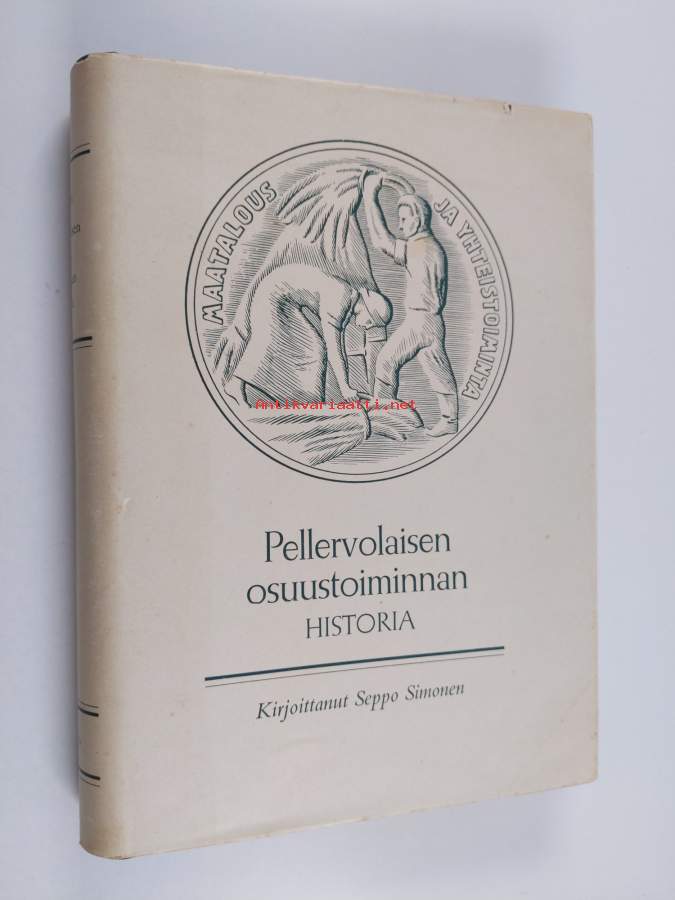 MAATALOUS JA YHTEISTOIMINTA
Antikvariaatti.net
Pellervolaisen
osuustoiminnan
HISTORIA
Kirjoittanut Seppo Simonen